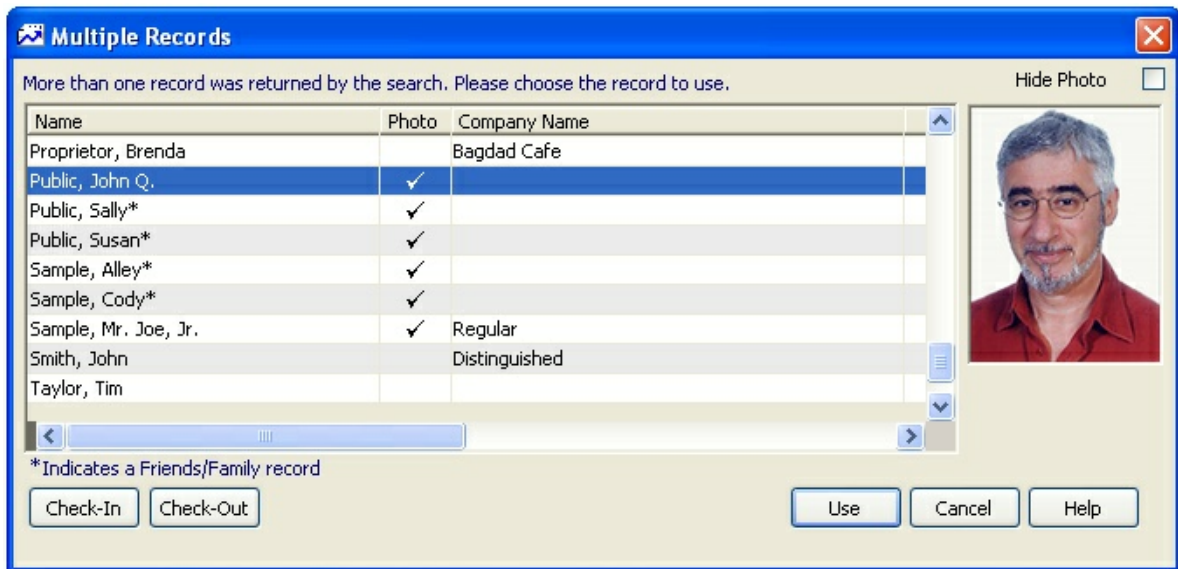 Multiple Records
More than one record was returned by the search. Please choose the record to use.
Hide Photo
Name Photo Company Name
Proprietor, Brenda Bagdad Cafe
Public, John Q. ✓
Public, Sally* ✓
Public, Susan* ✓
Sample, Alley* ✓
Sample, Cody* ✓
Sample, Mr. Joe, Jr. ✓ Regular
Smith, John Distinguished
Taylor, Tim
*Indicates a Friends/Family record
Check-In Check-Out Use Cancel Help